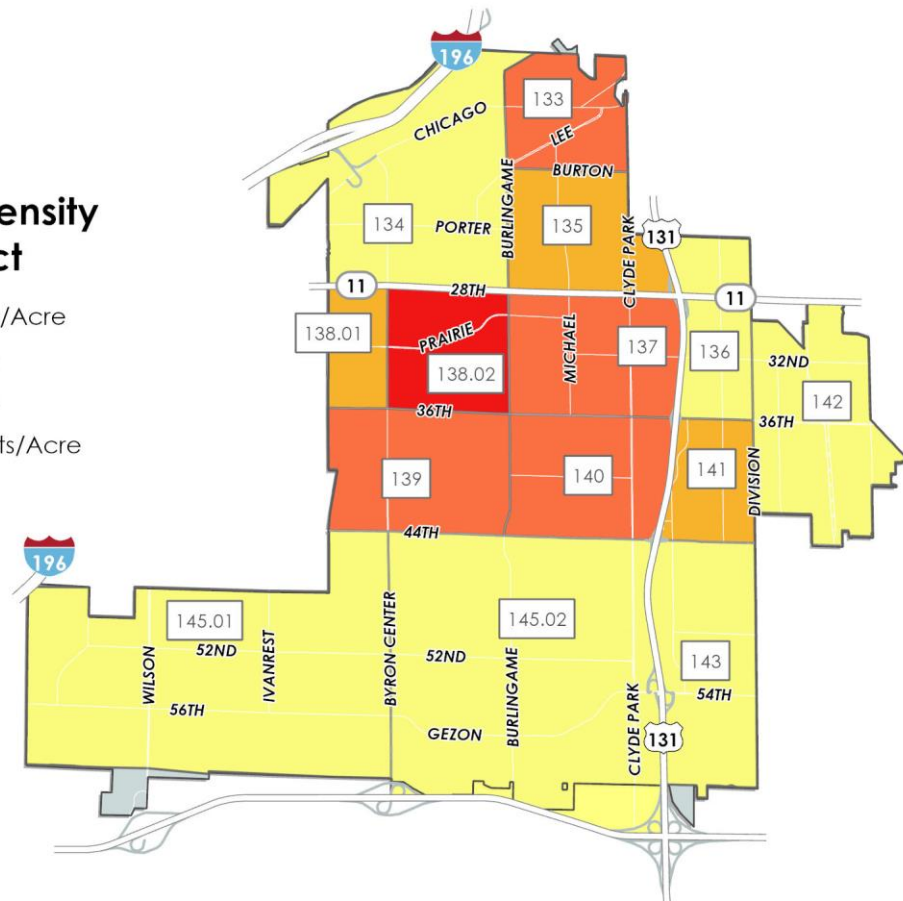 196
133
CHICAGO
LEE
BURTON
ensity
ct
BURLINGAME
134
PORTER
135
CLYDE PARK
131
/Acre
11
28TH
11
138.01
PRAIRIE
138.02
MICHAEL
137
136
32ND
142
36TH
36TH
ts/Acre
139
140
141
DIVISION
44TH
196
145.01
145.02
WILSON
52ND
IVANREST
BYRON CENTER
52ND
BURLINGAME
143
54TH
56TH
GEZON
CLYDE PARK
131